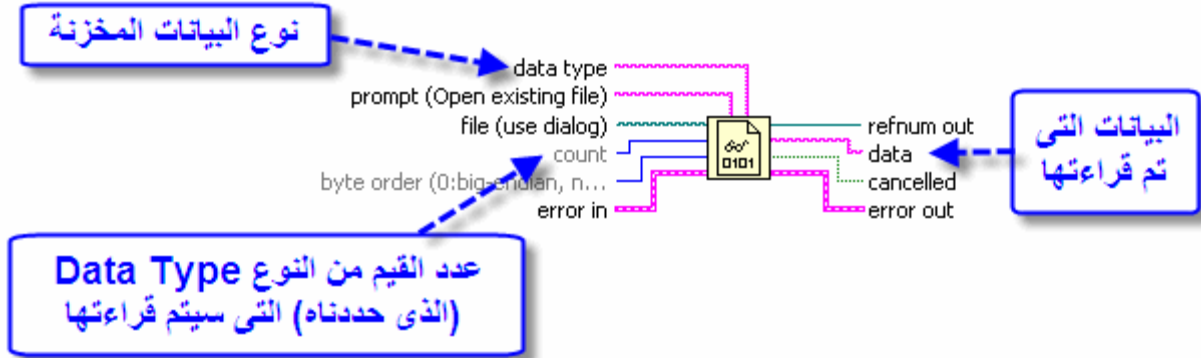 نوع البيانات المخزنة
data type
prompt (Open existing file)
file (use dialog)
count
byte order (0:big-endian, n...
error in
0101
refnum out
data
cancelled
error out
البيانات التى
تم قراءتها
عدد القيم من النوع Data Type
(الذى حددناه) التى سيتم قراءتها